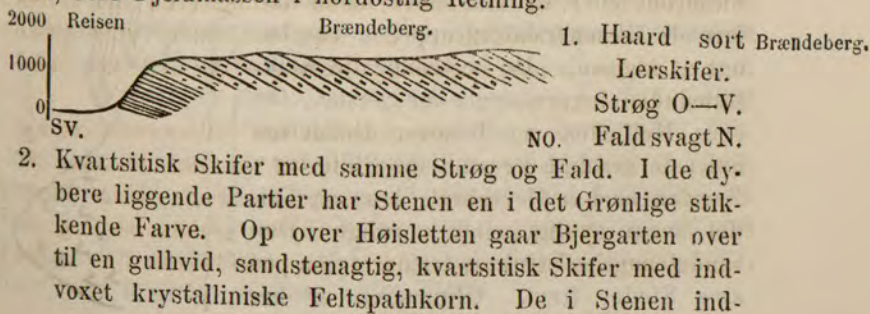 2000 Reisen Brændeberg.
1000
0
SV. NO.
1. Haard sort Brændeberg.
Lerskifer.
Strøg O—V.
Fald svagt N.
2. Kvartsitisk Skifer med samme Strøg og Fald. I de dy-
bere liggende Partier har Stenen en i det Grønlige stik-
kende Farve. Op over Høisletten gaar Bjergarten over
til en gulhvid, sandstenagtig, kvartsitisk Skifer med ind-
voxet krystalliniske Feltspathkorn. De i Stenen ind-